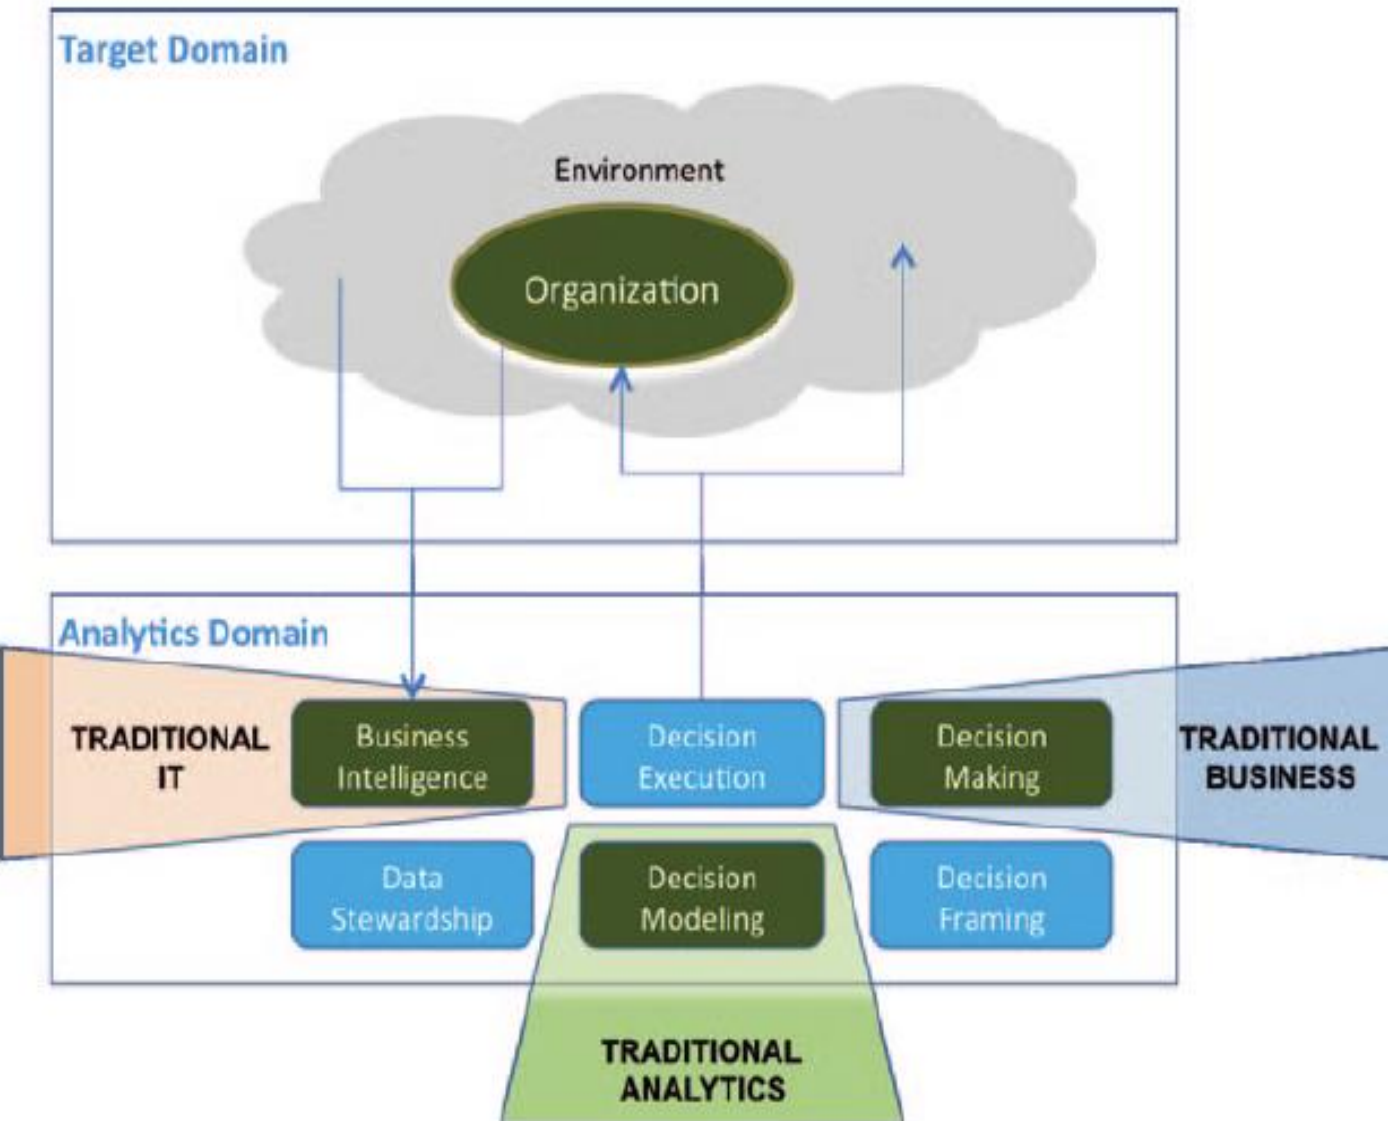 Target Domain
Environment
Organization
Analytics Domain
TRADITIONAL
IT
Business
Intelligence
Decision
Execution
Decision
Making
TRADITIONAL
BUSINESS
Data
Stewardship
Decision
Modeling
Decision
Framing
TRADITIONAL
ANALYTICS